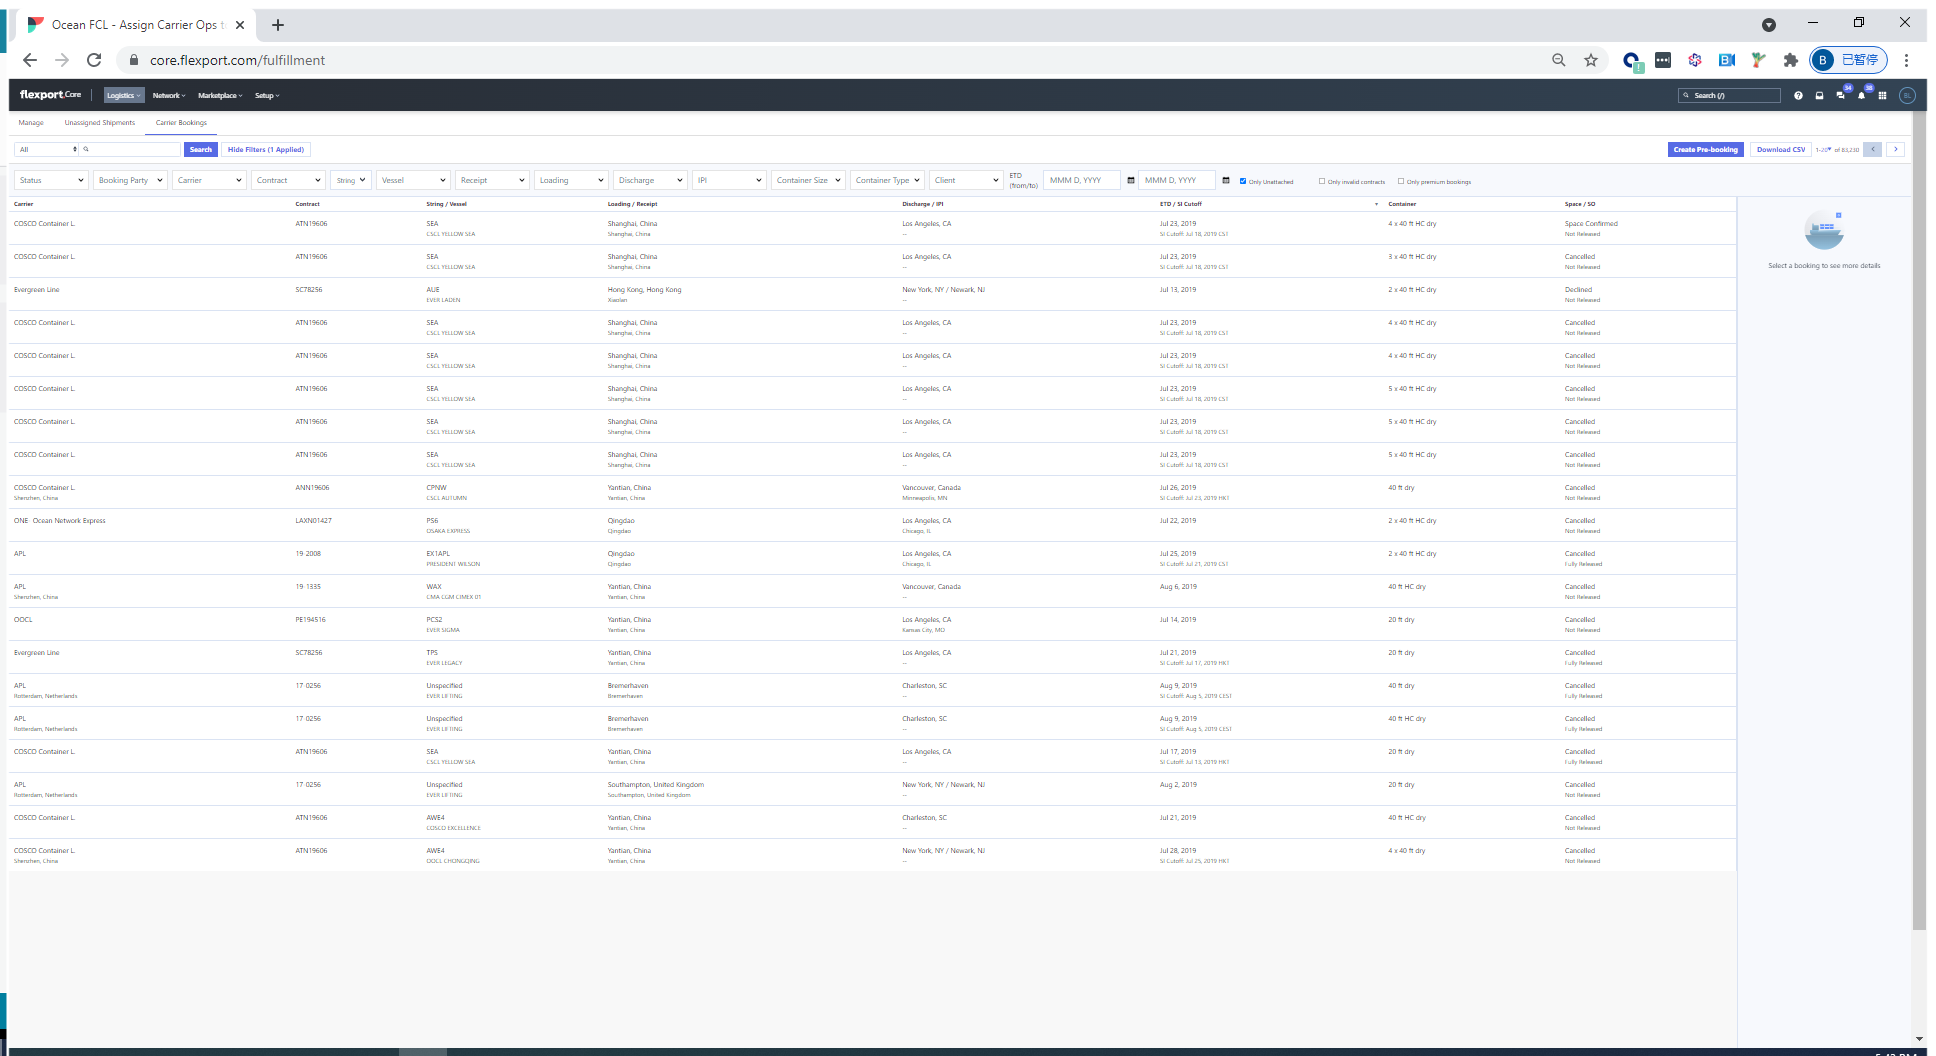 Ocean FCL - Assign Carrier Ops t
core.flexport.com/fulfillment
B 已暂停
flexport.Core Logistics Network Marketplace Setup Search (/) 34 38 BL
Manage Unassigned Shipments Carrier Bookings
All Search Hide Filters (1 Applied) Create Pre-booking Download CSV 1-20 of 83,230
Status Booking Party Carrier Contract String Vessel Receipt Loading Discharge IPI Container Size Container Type Client ETD (from/to) MMM D, YYYY MMM D, YYYY Only Unattached Only invalid contracts Only premium bookings
Carrier Contract String / Vessel Loading / Receipt Discharge / IPI ETD / SI Cutoff Container Space / SO
COSCO Container L. ATN19606 SEA Shanghai, China Los Angeles, CA Jul 23, 2019 4 x 40 ft HC dry Space Confirmed
CSCL YELLOW SEA Shanghai, China -- SI Cutoff: Jul 18, 2019 CST Not Released
COSCO Container L. ATN19606 SEA Shanghai, China Los Angeles, CA Jul 23, 2019 3 x 40 ft HC dry Cancelled
CSCL YELLOW SEA Shanghai, China -- SI Cutoff: Jul 18, 2019 CST Not Released
Evergreen Line SC78256 AUE Hong Kong, Hong Kong New York, NY / Newark, NJ Jul 13, 2019 2 x 40 ft HC dry Declined
EVER LADEN Xiaolan -- Not Released
COSCO Container L. ATN19606 SEA Shanghai, China Los Angeles, CA Jul 23, 2019 4 x 40 ft HC dry Cancelled
CSCL YELLOW SEA Shanghai, China -- SI Cutoff: Jul 18, 2019 CST Not Released
COSCO Container L. ATN19606 SEA Shanghai, China Los Angeles, CA Jul 23, 2019 4 x 40 ft HC dry Cancelled
CSCL YELLOW SEA Shanghai, China -- SI Cutoff: Jul 18, 2019 CST Not Released
COSCO Container L. ATN19606 SEA Shanghai, China Los Angeles, CA Jul 23, 2019 5 x 40 ft HC dry Cancelled
CSCL YELLOW SEA Shanghai, China -- SI Cutoff: Jul 18, 2019 CST Not Released
COSCO Container L. ATN19606 SEA Shanghai, China Los Angeles, CA Jul 23, 2019 5 x 40 ft HC dry Cancelled
CSCL YELLOW SEA Shanghai, China -- SI Cutoff: Jul 18, 2019 CST Not Released
COSCO Container L. ATN19606 SEA Shanghai, China Los Angeles, CA Jul 23, 2019 5 x 40 ft HC dry Cancelled
CSCL YELLOW SEA Shanghai, China -- SI Cutoff: Jul 18, 2019 CST Not Released
COSCO Container L. ANN19606 CPNW Yantian, China Vancouver, Canada Jul 26, 2019 40 ft dry Cancelled
Shenzhen, China CSCL AUTUMN Yantian, China Minneapolis, MN SI Cutoff: Jul 23, 2019 HKT Not Released
ONE- Ocean Network Express LAXN01427 PS6 Qingdao Los Angeles, CA Jul 22, 2019 2 x 40 ft HC dry Cancelled
OSAKA EXPRESS Qingdao Chicago, IL Not Released
APL 19-2008 EX1APL Qingdao Los Angeles, CA Jul 25, 2019 2 x 40 ft HC dry Cancelled
PRESIDENT WILSON Qingdao Chicago, IL SI Cutoff: Jul 21, 2019 CST Fully Released
APL 19-1335 WAX Yantian, China Vancouver, Canada Aug 6, 2019 40 ft HC dry Cancelled
Shenzhen, China CMA CGM CIMEX 01 Yantian, China -- Not Released
OOCL PE194516 PCS2 Yantian, China Los Angeles, CA Jul 14, 2019 20 ft dry Cancelled
EVER SIGMA Yantian, China Kansas City, MO Not Released
Evergreen Line SC78256 TPS Yantian, China Los Angeles, CA Jul 21, 2019 20 ft dry Cancelled
EVER LEGACY Yantian, China -- SI Cutoff: Jul 17, 2019 HKT Fully Released
APL 17-0256 Unspecified Bremerhaven Charleston, SC Aug 9, 2019 40 ft dry Cancelled
Rotterdam, Netherlands EVER LIFTING Bremerhaven -- SI Cutoff: Aug 5, 2019 CEST Fully Released
APL 17-0256 Unspecified Bremerhaven Charleston, SC Aug 9, 2019 40 ft HC dry Cancelled
Rotterdam, Netherlands EVER LIFTING Bremerhaven -- SI Cutoff: Aug 5, 2019 CEST Fully Released
COSCO Container L. ATN19606 SEA Yantian, China Los Angeles, CA Jul 17, 2019 20 ft dry Cancelled
CSCL YELLOW SEA Yantian, China -- SI Cutoff: Jul 13, 2019 HKT Fully Released
APL 17-0256 Unspecified Southampton, United Kingdom New York, NY / Newark, NJ Aug 2, 2019 20 ft dry Cancelled
Rotterdam, Netherlands EVER LIFTING Southampton, United Kingdom -- Not Released
COSCO Container L. ATN19606 AWE4 Yantian, China Charleston, SC Jul 21, 2019 40 ft HC dry Cancelled
COSCO EXCELLENCE Yantian, China -- Not Released
COSCO Container L. ATN19606 AWE4 Yantian, China New York, NY / Newark, NJ Jul 28, 2019 4 x 40 ft dry Cancelled
Shenzhen, China OOCL CHONGQING Yantian, China -- SI Cutoff: Jul 25, 2019 HKT Not Released
Select a booking to see more details